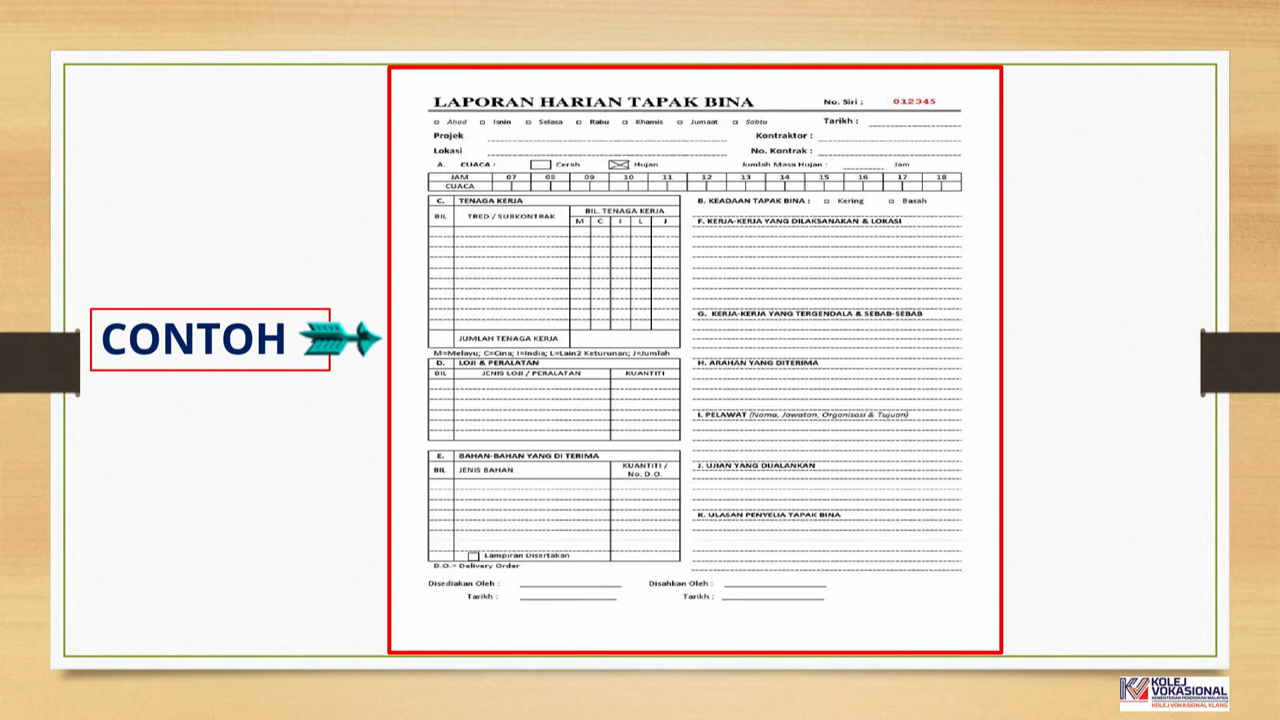 CONTOH
LAPORAN HARIAN TAPAK BINA
No. Siri : 012345
Ahad Isnin Selasa Rabu Khamis Jumaat Sabtu
Tarikh :
Projek
Kontraktor :
Lokasi
No. Kontrak :
A. CUACA : Cerah Hujan Jumlah Masa Hujan : Jam
JAM 07 08 09 10 11 12 13 14 15 16 17 18
CUACA
C. TENAGA KERJA
BIL TRED / SUBKONTRAK BIL. TENAGA KERJA
M C I L J
JUMLAH TENAGA KERJA
M=Melayu; C=Cina; I=India; L=Lain2 Keturunan; J=Jumlah
D. LOJI & PERALATAN
BIL JENIS LOJI / PERALATAN KUANTITI
E. BAHAN-BAHAN YANG DI TERIMA
BIL JENIS BAHAN KUANTITI /
No. D.O.
Lampiran Disertakan
D.O.= Delivery Order
B. KEADAAN TAPAK BINA : Kering Basah
F. KERJA-KERJA YANG DILAKSANAKAN & LOKASI
G. KERJA-KERJA YANG TERGENDALA & SEBAB-SEBAB
H. ARAHAN YANG DITERIMA
I. PELAWAT (Nama, Jawatan, Organisasi & Tujuan)
J. UJIAN YANG DIJALANKAN
K. ULASAN PENYELIA TAPAK BINA
Disediakan Oleh : Disahkan Oleh :
Tarikh : Tarikh :
KOLEJ
VOKASIONAL
KEMENTERIAN PENDIDIKAN MALAYSIA
KOLEJ VOKASIONAL KLANG